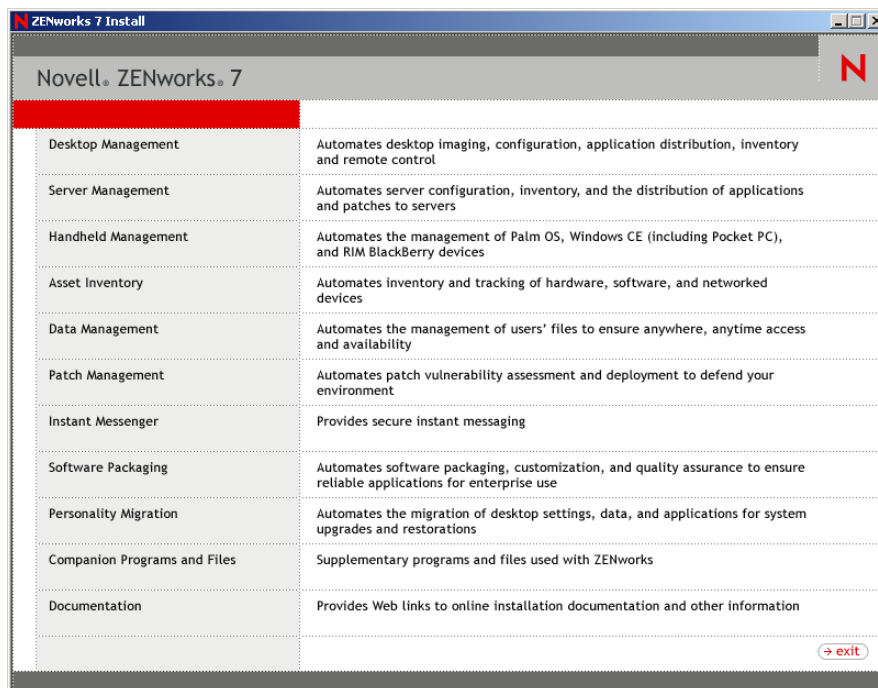 ZENworks 7 Install
Novell® ZENworks® 7
N
Desktop Management
Automates desktop imaging, configuration, application distribution, inventory
and remote control
Server Management
Automates server configuration, inventory, and the distribution of applications
and patches to servers
Handheld Management
Automates the management of Palm OS, Windows CE (including Pocket PC),
and RIM BlackBerry devices
Asset Inventory
Automates inventory and tracking of hardware, software, and networked
devices
Data Management
Automates the management of users' files to ensure anywhere, anytime access
and availability
Patch Management
Automates patch vulnerability assessment and deployment to defend your
environment
Instant Messenger
Provides secure instant messaging
Software Packaging
Automates software packaging, customization, and quality assurance to ensure
reliable applications for enterprise use
Personality Migration
Automates the migration of desktop settings, data, and applications for system
upgrades and restorations
Companion Programs and Files
Supplementary programs and files used with ZENworks
Documentation
Provides Web links to online installation documentation and other information
→ exit